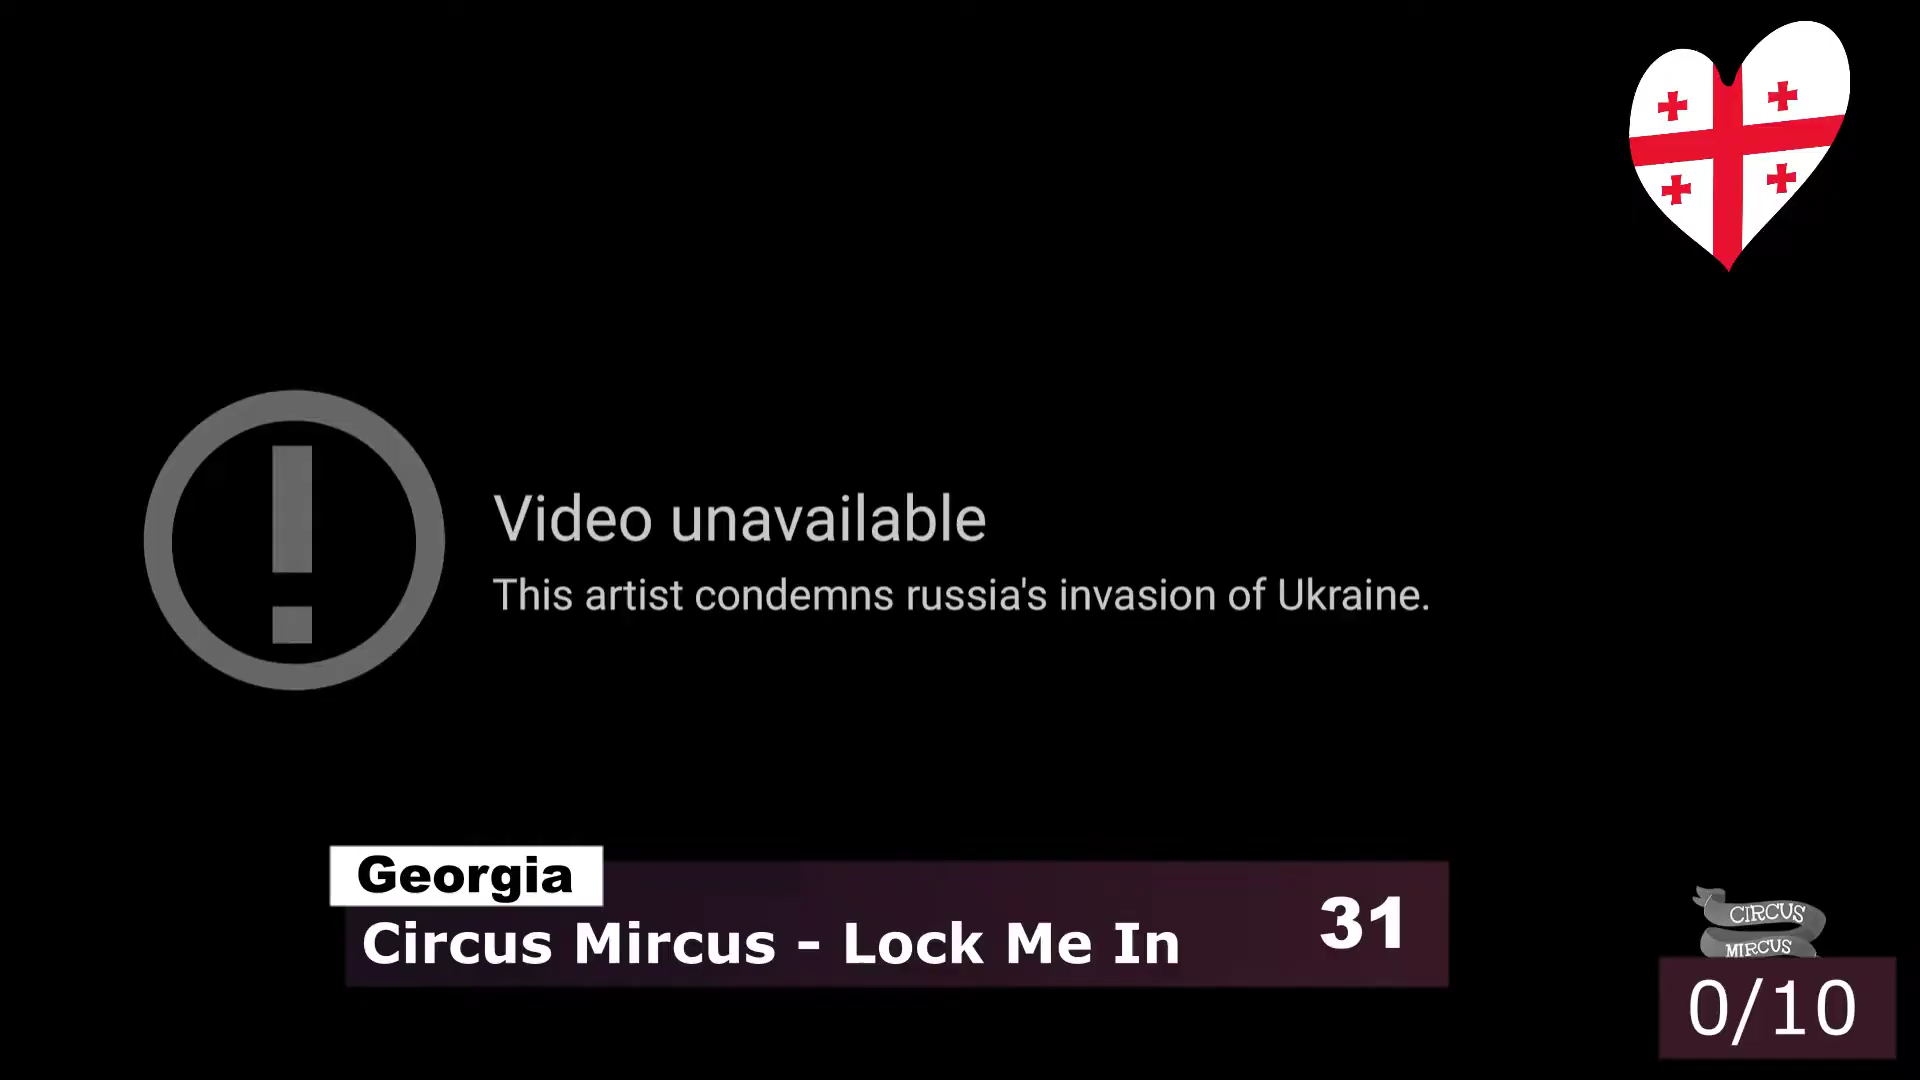 Video unavailable
This artist condemns russia's invasion of Ukraine.
Georgia
Circus Mircus - Lock Me In
31
CIRCUS
MIRCUS
0/10